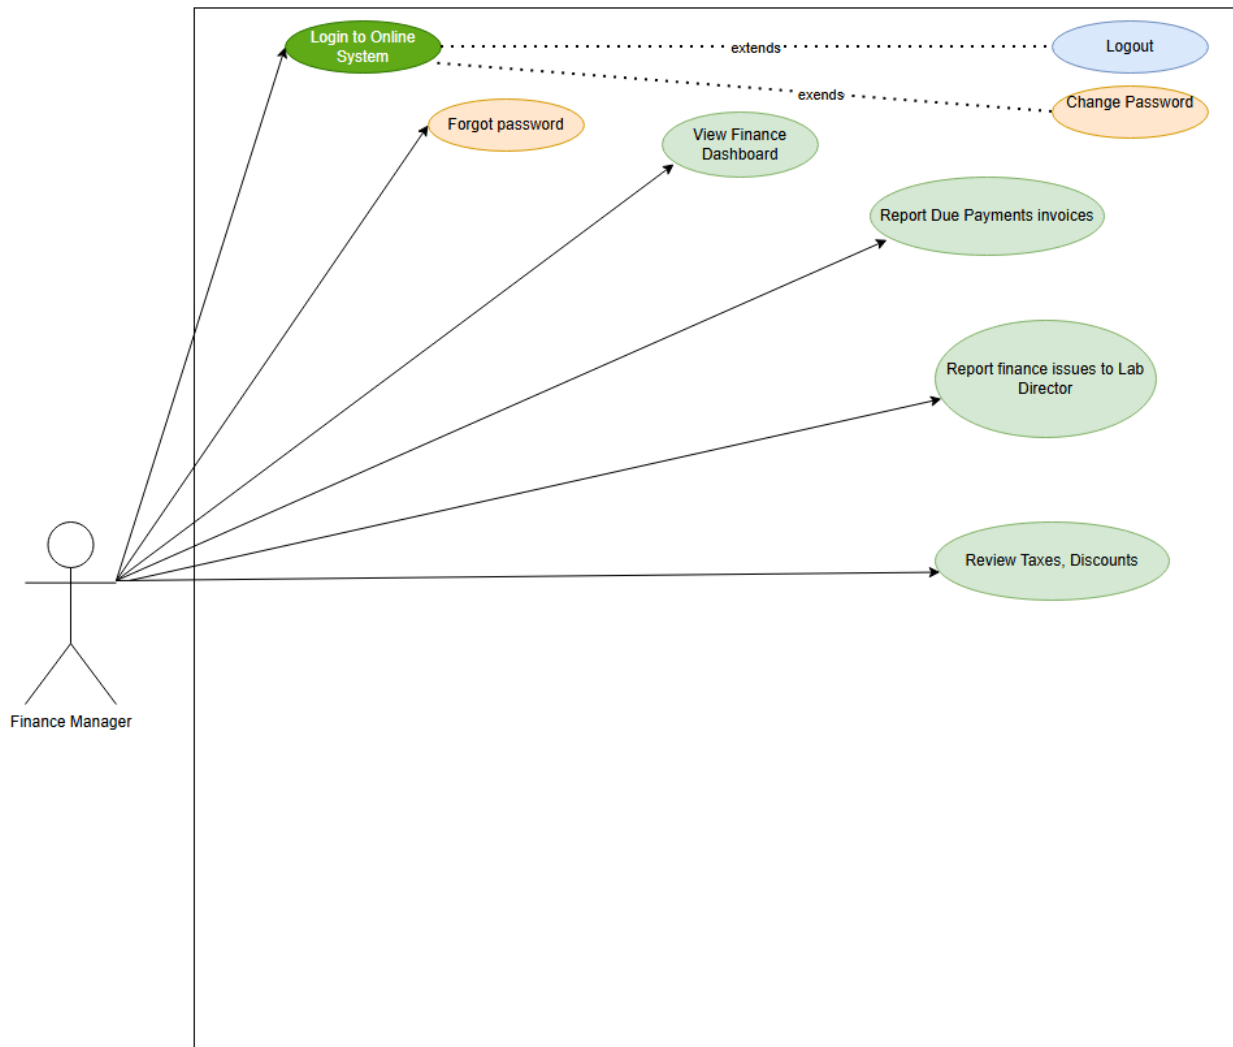 Login to Online
System
extends
Logout
exends
Change Password
Forgot password
View Finance
Dashboard
Report Due Payments invoices
Report finance issues to Lab
Director
Review Taxes, Discounts
Finance Manager